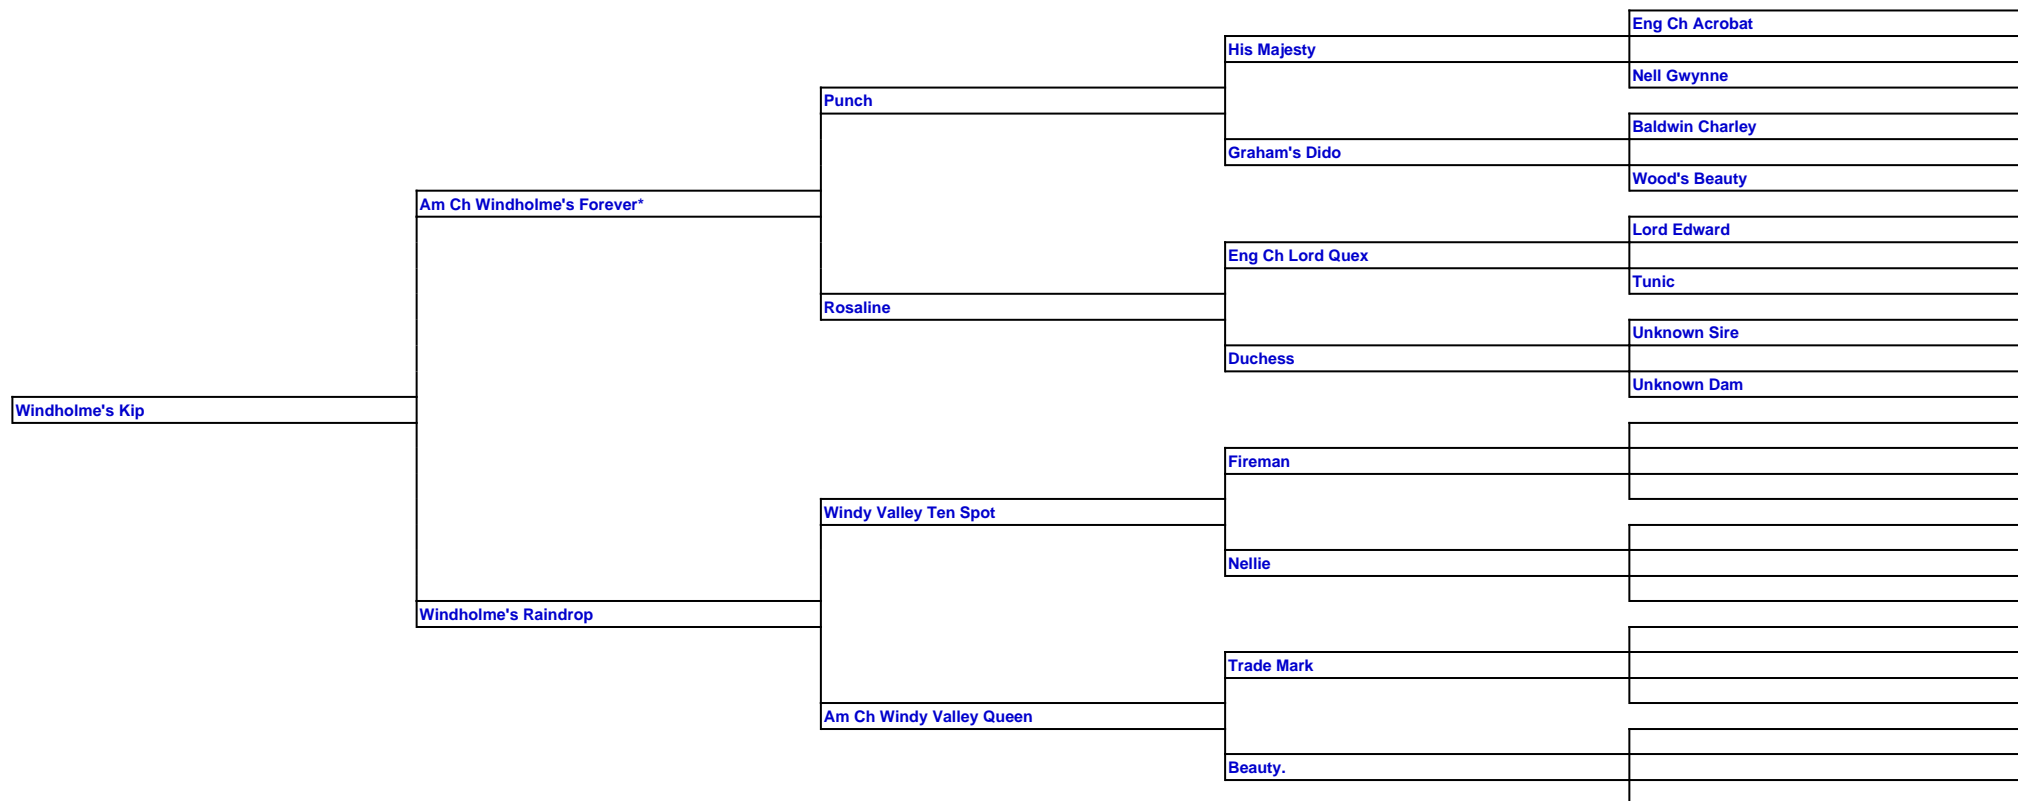 Eng Ch Acrobat
His Majesty
Nell Gwynne
Punch
Baldwin Charley
Graham's Dido
Wood's Beauty
Am Ch Windholme's Forever*
Lord Edward
Eng Ch Lord Quex
Tunic
Rosaline
Unknown Sire
Duchess
Unknown Dam
Windholme's Kip
Fireman
Windy Valley Ten Spot
Nellie
Windholme's Raindrop
Trade Mark
Am Ch Windy Valley Queen
Beauty.